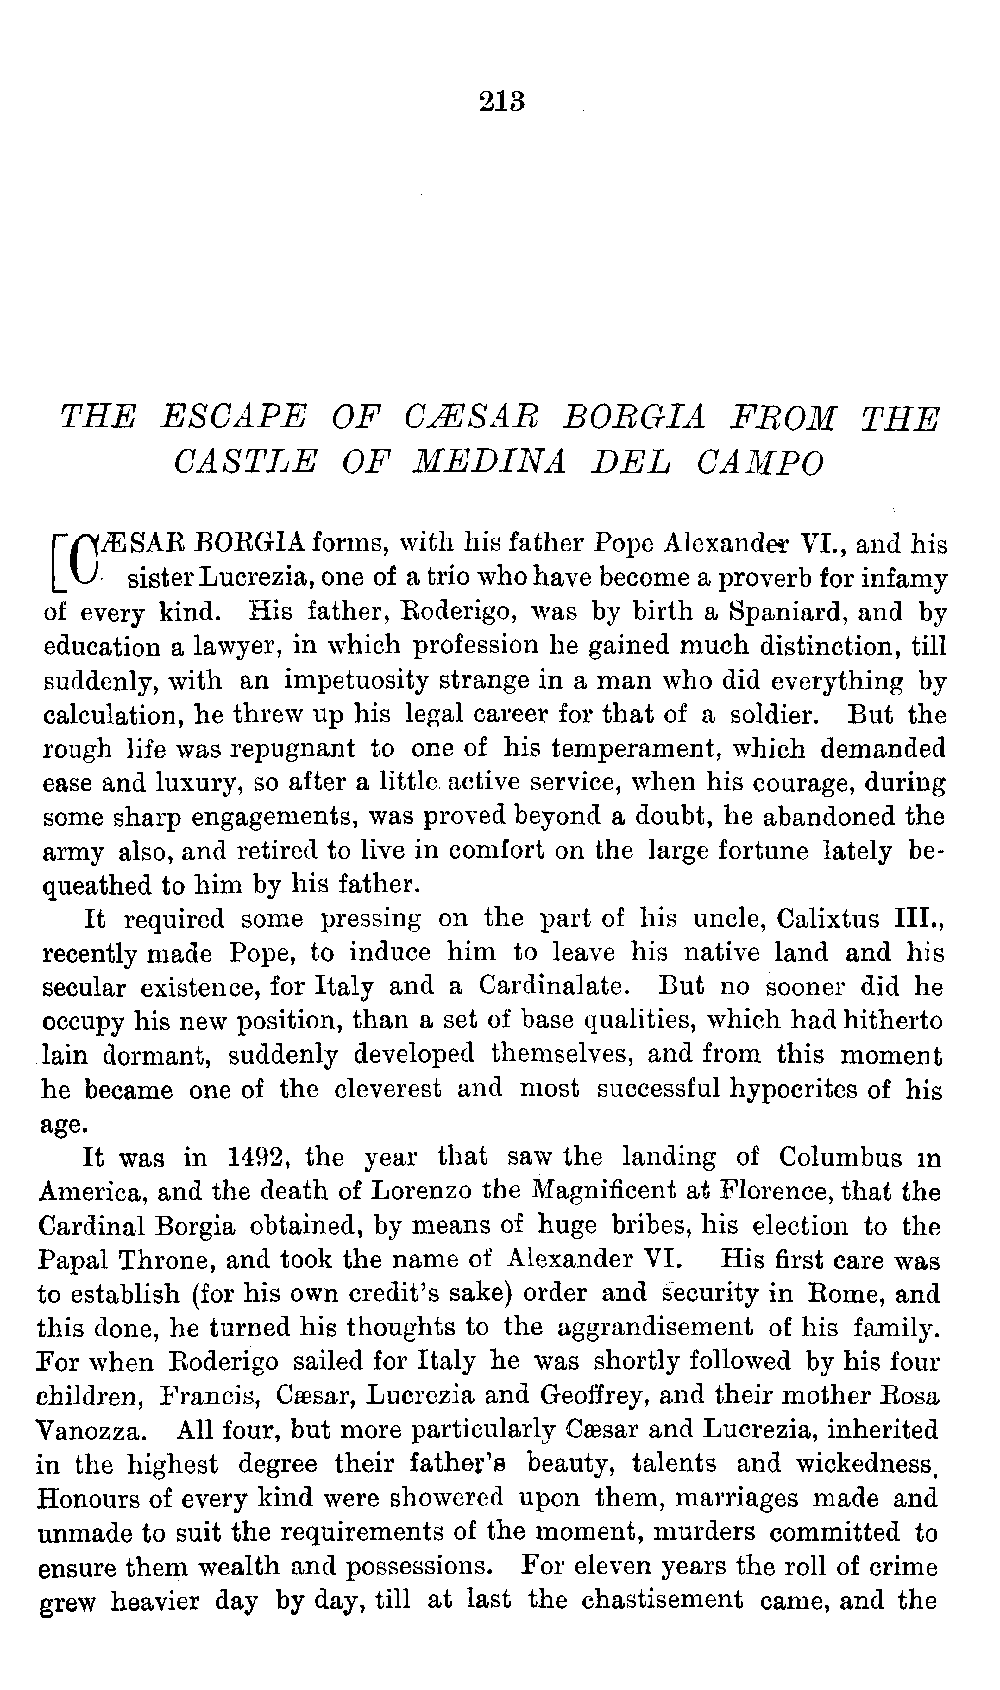 213
THE ESCAPE OF CÆSAR BORGIA FROM THE
CASTLE OF MEDINA DEL CAMPO
[CÆSAR BORGIA forms, with his father Pope Alexander VI., and his
sister Lucrezia, one of a trio who have become a proverb for infamy
of every kind. His father, Roderigo, was by birth a Spaniard, and by
education a lawyer, in which profession he gained much distinction, till
suddenly, with an impetuosity strange in a man who did everything by
calculation, he threw up his legal career for that of a soldier. But the
rough life was repugnant to one of his temperament, which demanded
ease and luxury, so after a little active service, when his courage, during
some sharp engagements, was proved beyond a doubt, he abandoned the
army also, and retired to live in comfort on the large fortune lately be-
queathed to him by his father.
It required some pressing on the part of his uncle, Calixtus III.,
recently made Pope, to induce him to leave his native land and his
secular existence, for Italy and a Cardinalate. But no sooner did he
occupy his new position, than a set of base qualities, which had hitherto
lain dormant, suddenly developed themselves, and from this moment
he became one of the cleverest and most successful hypocrites of his
age.
It was in 1492, the year that saw the landing of Columbus in
America, and the death of Lorenzo the Magnificent at Florence, that the
Cardinal Borgia obtained, by means of huge bribes, his election to the
Papal Throne, and took the name of Alexander VI. His first care was
to establish (for his own credit's sake) order and security in Rome, and
this done, he turned his thoughts to the aggrandisement of his family.
For when Roderigo sailed for Italy he was shortly followed by his four
children, Francis, Cæsar, Lucrezia and Geoffrey, and their mother Rosa
Vanozza. All four, but more particularly Cæsar and Lucrezia, inherited
in the highest degree their father's beauty, talents and wickedness.
Honours of every kind were showered upon them, marriages made and
unmade to suit the requirements of the moment, murders committed to
ensure them wealth and possessions. For eleven years the roll of crime
grew heavier day by day, till at last the chastisement came, and the